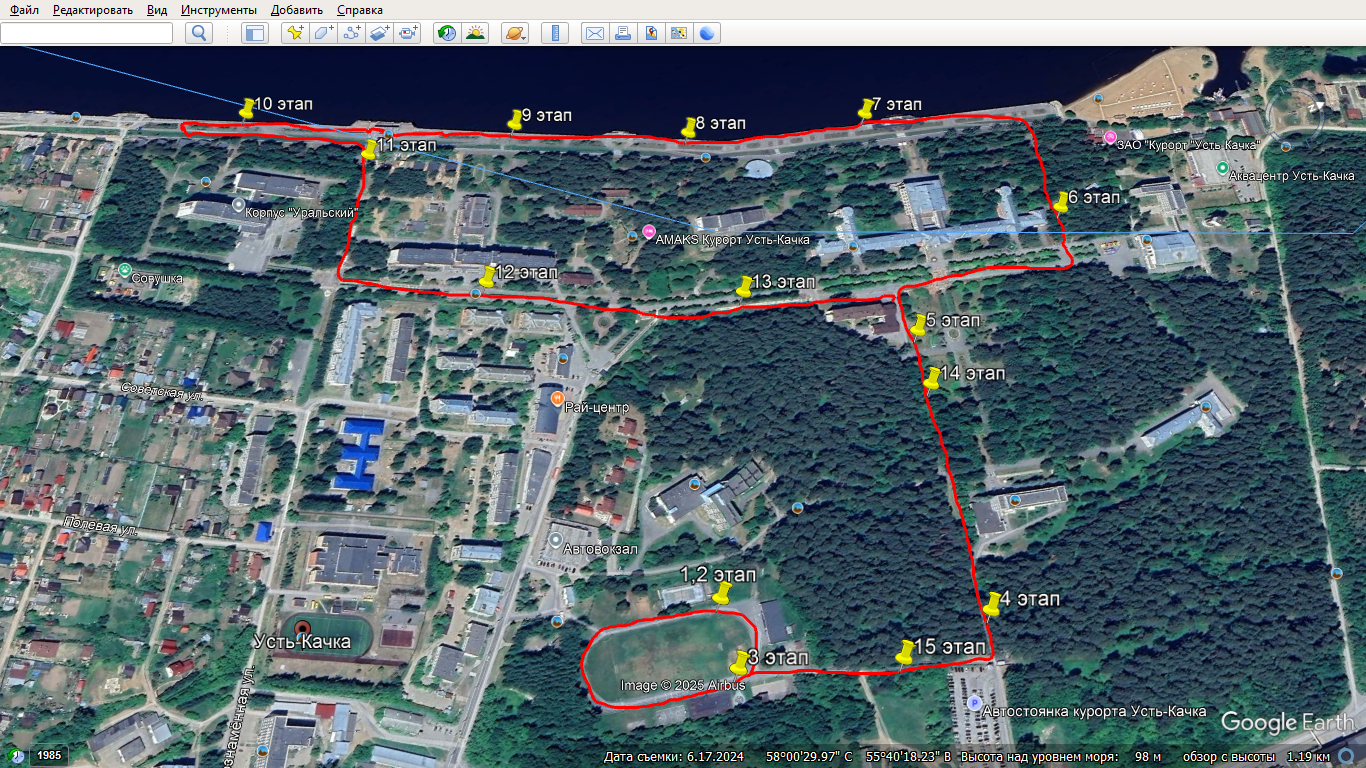 Файл Редактировать Вид Инструменты Добавить Справка
10 этап
9 этап
8 этап
7 этап
11 этап
ЗАО "Курорт "Усть-Качка"
Аквацентр Усть-Качка
6 этап
Корпус "Уральский"
AMAKS Курорт Усть-Качка
Совушка
12 этап
13 этап
5 этап
14 этап
Советская ул.
Рай-центр
Полевая ул.
Автовокзал
1,2 этап
4 этап
Усть-Качка
3 этап
15 этап
Image © 2025 Airbus
P
Автостоянка курорта Усть-Качка
Google Earth
знамённая ул.
1985
Дата съемки: 6.17.2024 58°00'29.97" С 55°40'18.23" В Высота над уровнем моря: 98 м обзор с высоты 1.19 км